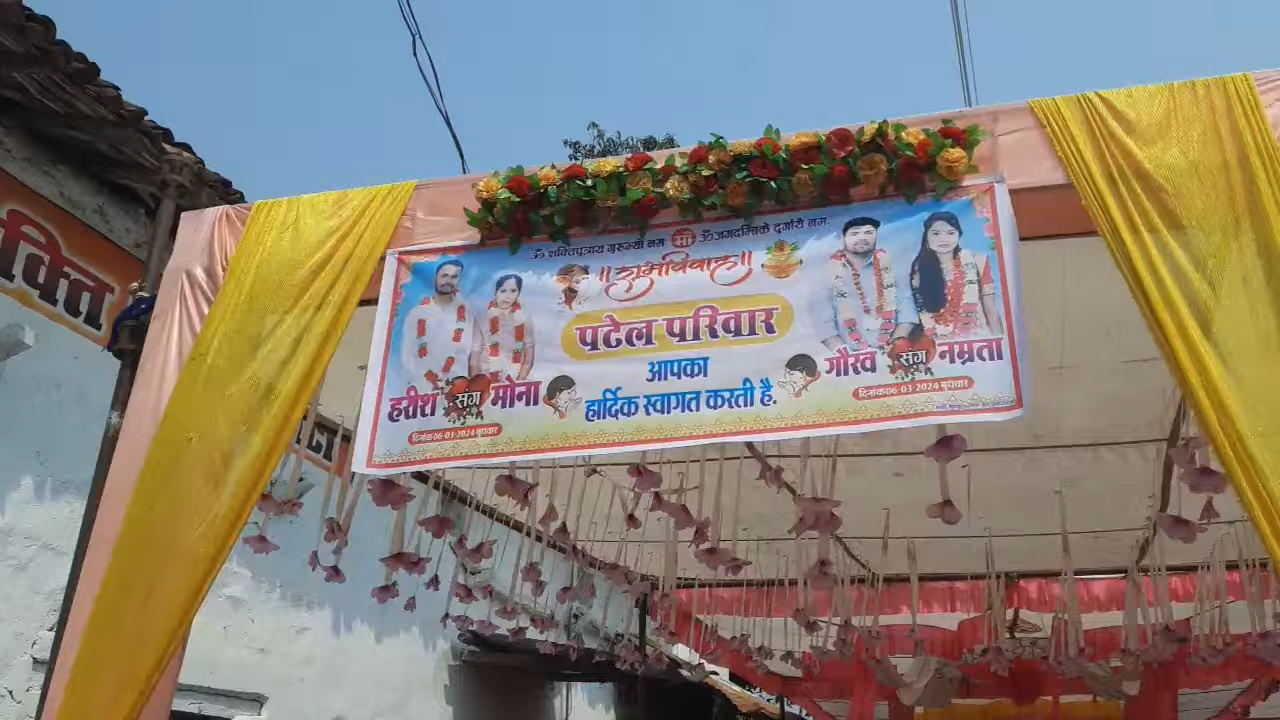 ॐ शक्तिपुत्राय गुरूभ्यो नमः माँ ॐ जगदम्बिके दुर्गायै नमः
॥ शुभविवाह ॥
पटेल परिवार
आपका
हार्दिक स्वागत करती है.
हरीश संग मोना
दिनांक 06-03-2024 बुधवार
गौरव संग नम्रता
दिनांक 06-03-2024 बुधवार